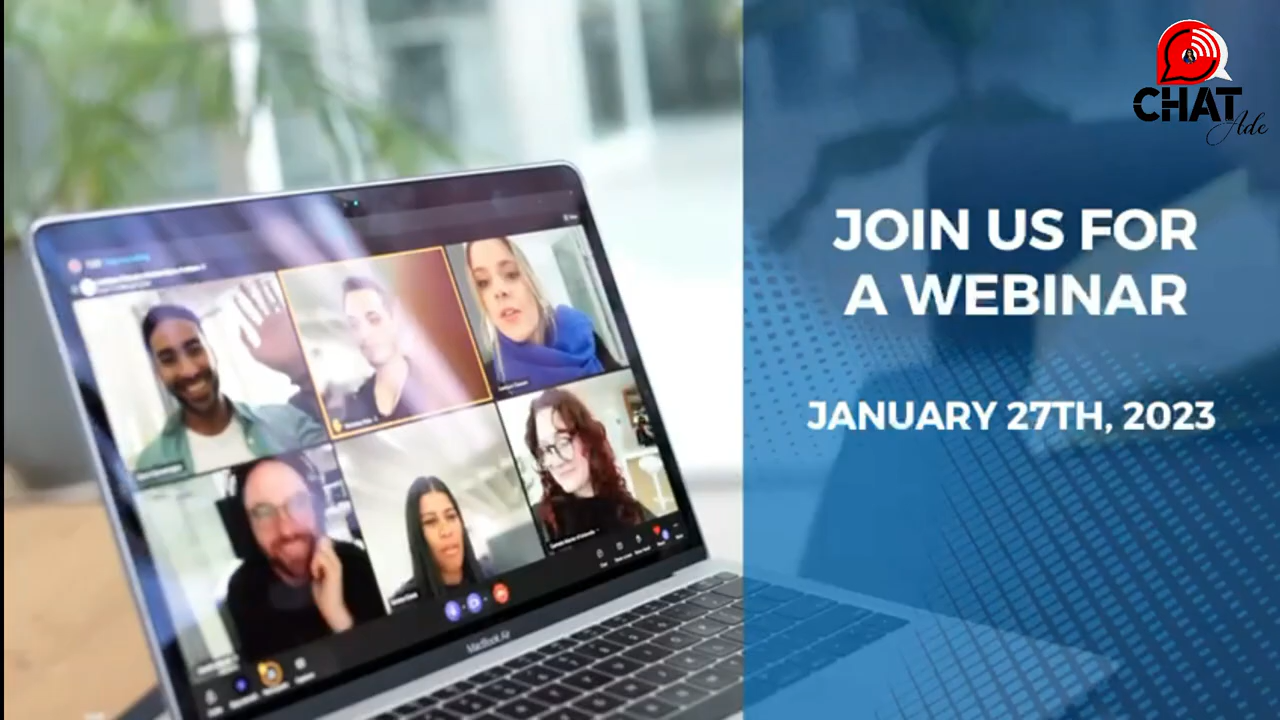 CHAT
Ade
JOIN US FOR
A WEBINAR
JANUARY 27TH, 2023
MacBook Air